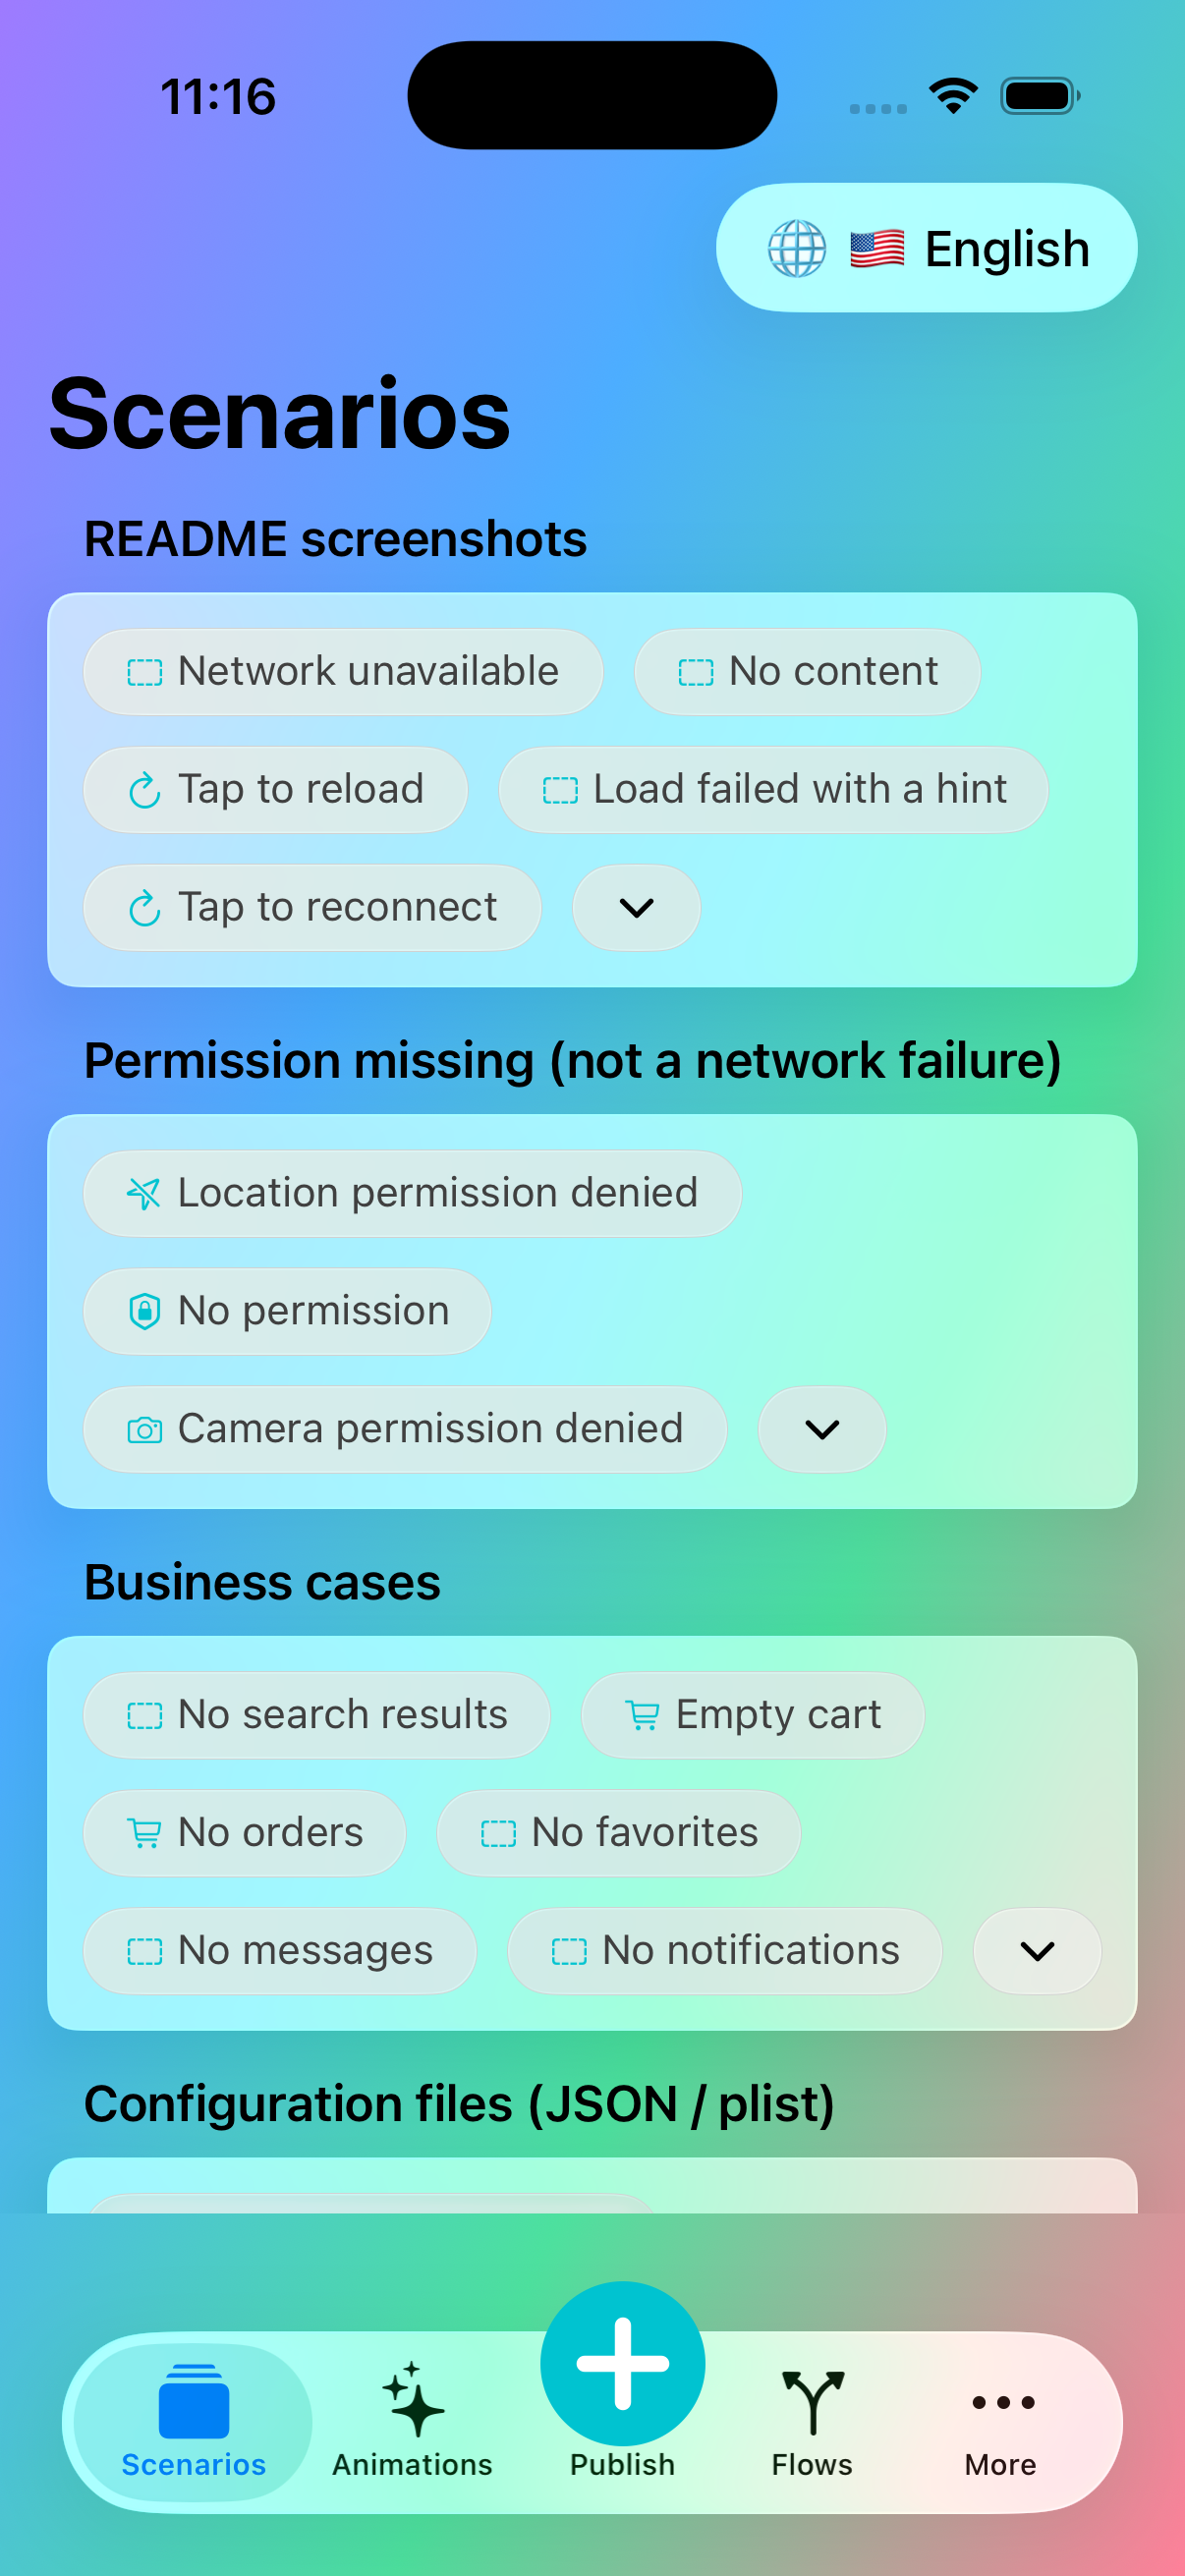 11:16
English
Scenarios
README screenshots
Network unavailable
No content
Tap to reload
Load failed with a hint
Tap to reconnect
Permission missing (not a network failure)
Location permission denied
No permission
Camera permission denied
Business cases
No search results
Empty cart
No orders
No favorites
No messages
No notifications
Configuration files (JSON / plist)
Scenarios
Animations
Publish
Flows
More